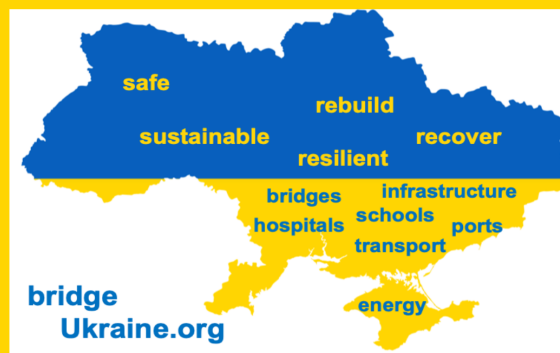 safe
rebuild
sustainable
recover
resilient
bridges
infrastructure
schools
hospitals
ports
transport
energy
bridge
Ukraine.org